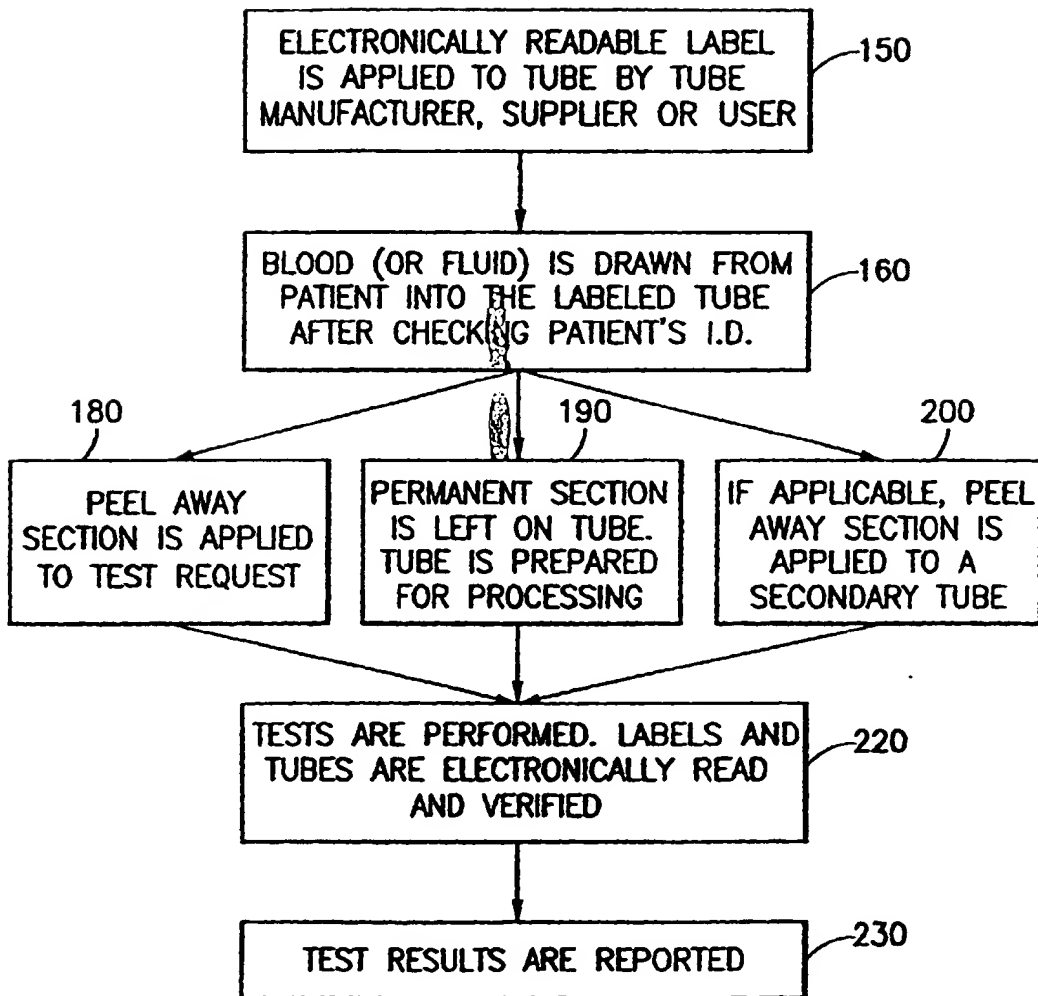 ELECTRONICALLY READABLE LABEL
IS APPLIED TO TUBE BY TUBE
MANUFACTURER, SUPPLIER OR USER
150
BLOOD (OR FLUID) IS DRAWN FROM
PATIENT INTO THE LABELED TUBE
AFTER CHECKING PATIENT'S I.D.
160
180
PEEL AWAY
SECTION IS APPLIED
TO TEST REQUEST
190
PERMANENT SECTION
IS LEFT ON TUBE.
TUBE IS PREPARED
FOR PROCESSING
200
IF APPLICABLE, PEEL
AWAY SECTION IS
APPLIED TO A
SECONDARY TUBE
TESTS ARE PERFORMED. LABELS AND
TUBES ARE ELECTRONICALLY READ
AND VERIFIED
220
TEST RESULTS ARE REPORTED
230